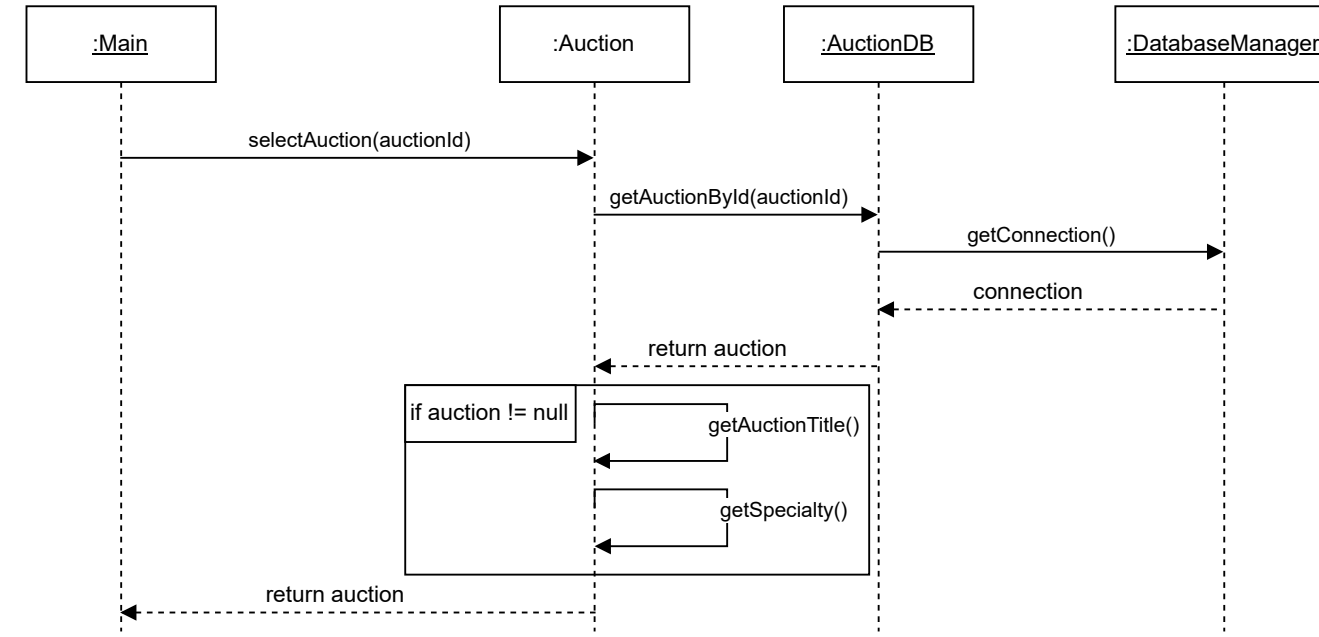 :Main
:Auction
:AuctionDB
:DatabaseManager
selectAuction(auctionId)
getAuctionById(auctionId)
getConnection()
connection
return auction
if auction != null
getAuctionTitle()
getSpecialty()
return auction